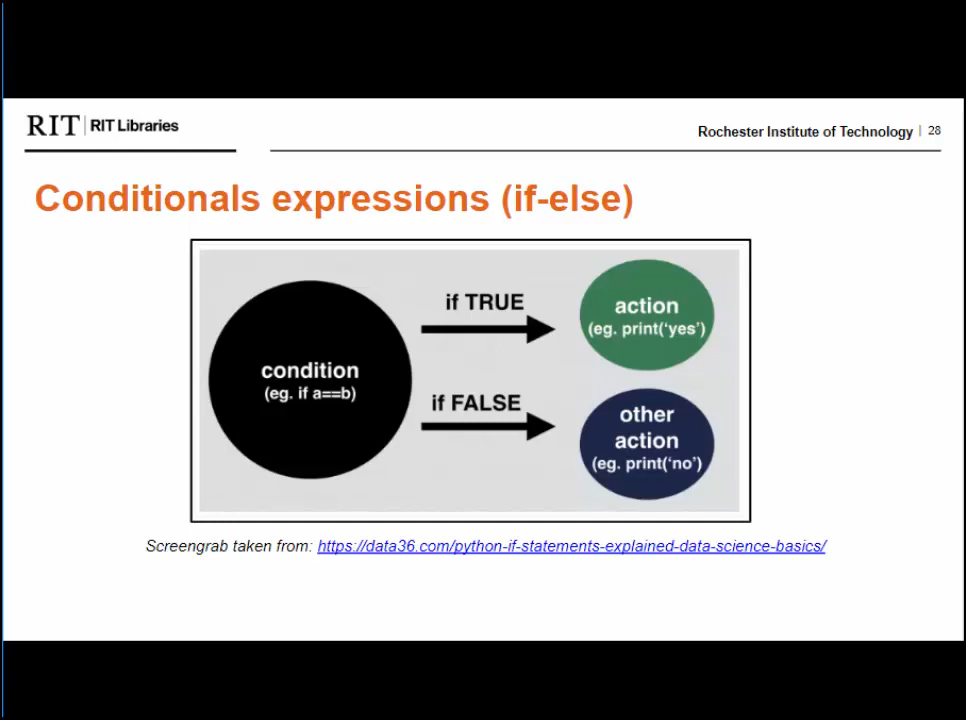 RIT | RIT Libraries
Rochester Institute of Technology | 28
Conditionals expressions (if-else)
condition
(eg. if a==b)
if TRUE
action
(eg. print(‘yes’)
if FALSE
other
action
(eg. print(‘no’)
Screengrab taken from: https://data36.com/python-if-statements-explained-data-science-basics/